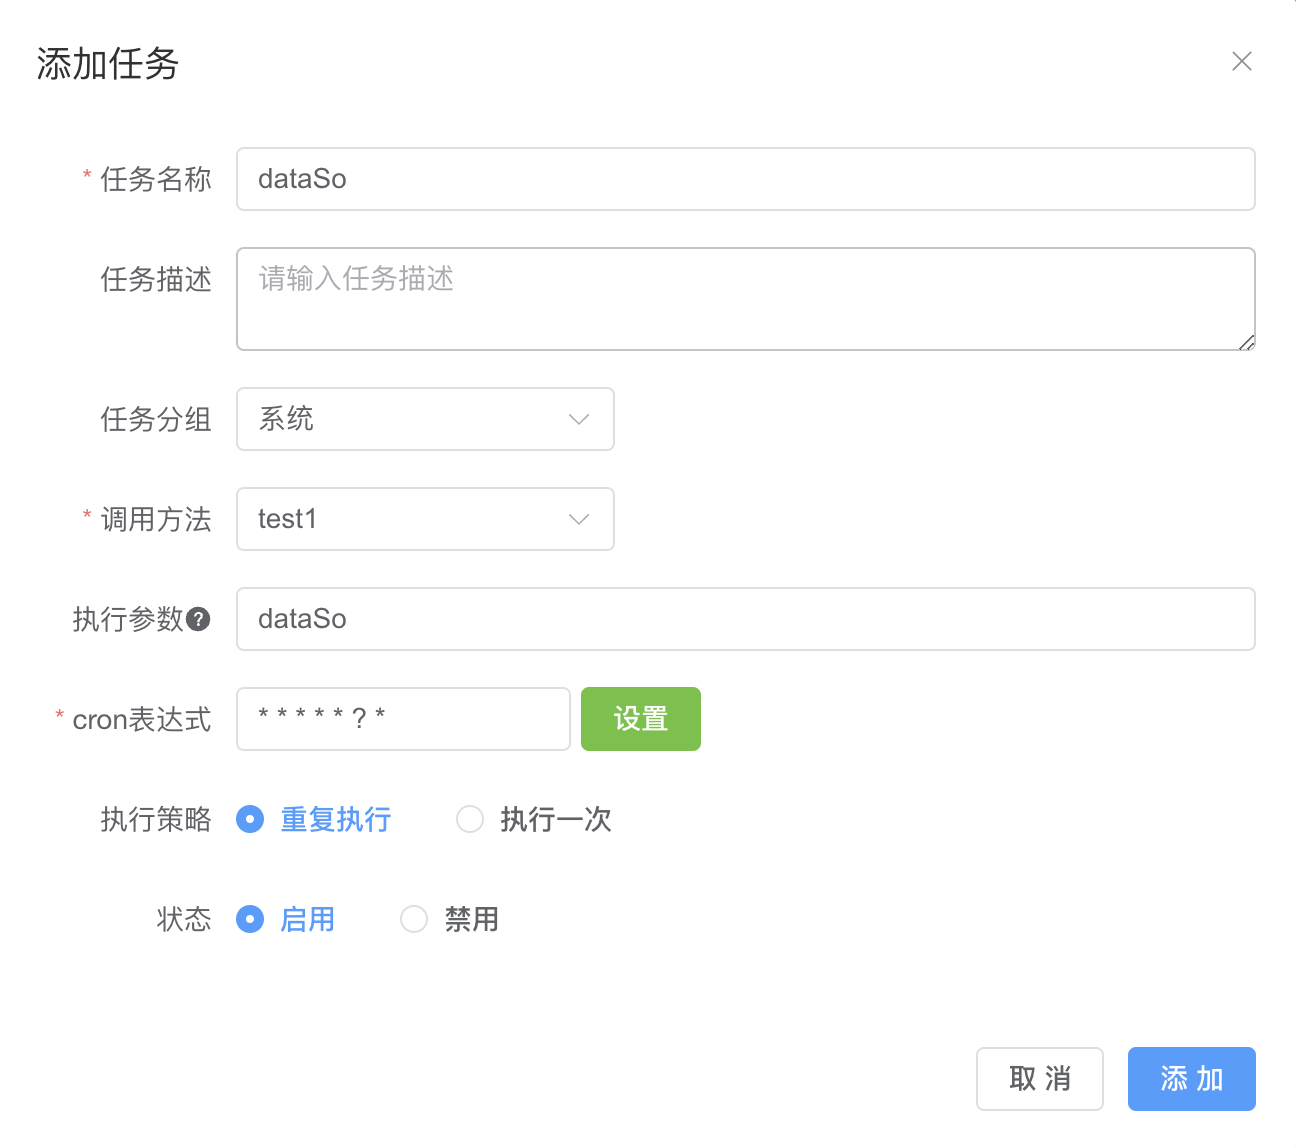 添加任务
* 任务名称 dataSo
任务描述 请输入任务描述
任务分组 系统
* 调用方法 test1
执行参数? dataSo
* cron表达式 * * * * * ? * 设置
执行策略 重复执行 执行一次
状态 启用 禁用
取 消 添 加